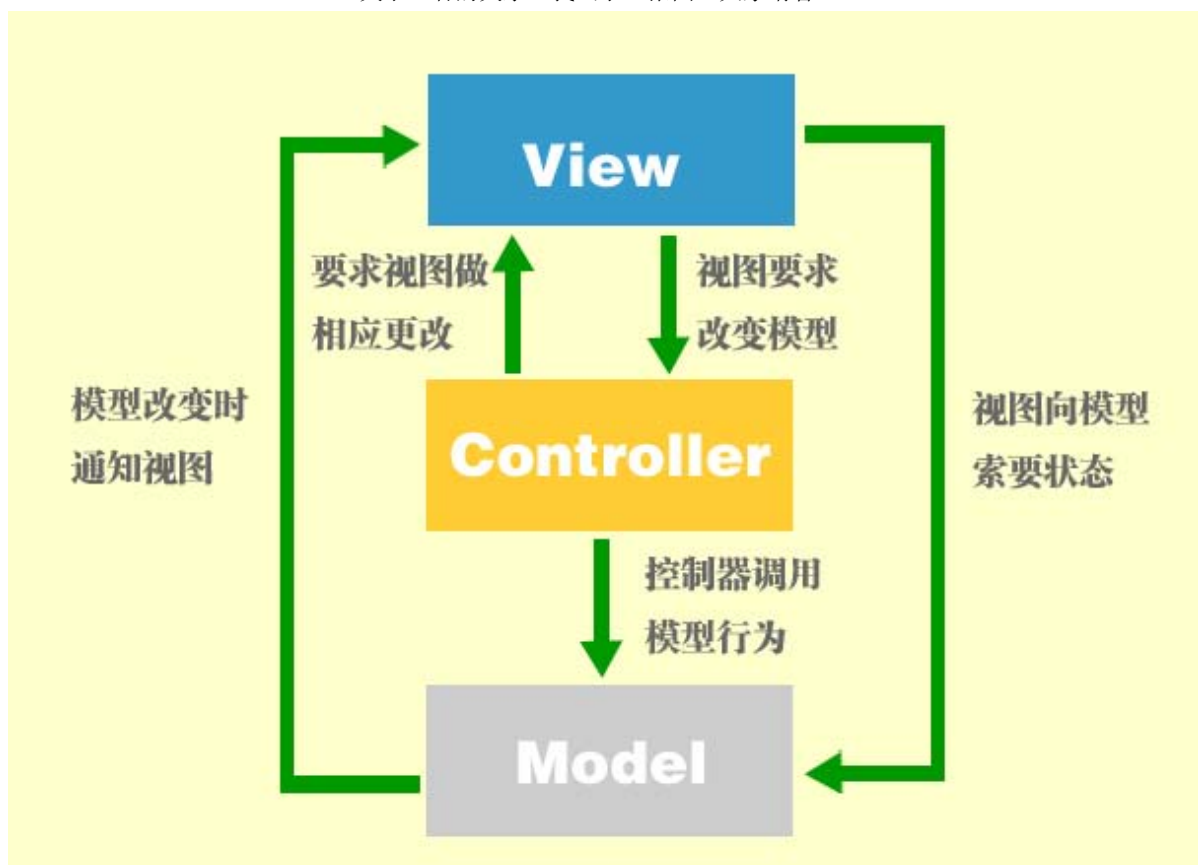 View
要求视图做
相应更改
视图要求
改变模型
模型改变时
通知视图
Controller
视图向模型
索要状态
控制器调用
模型行为
Model